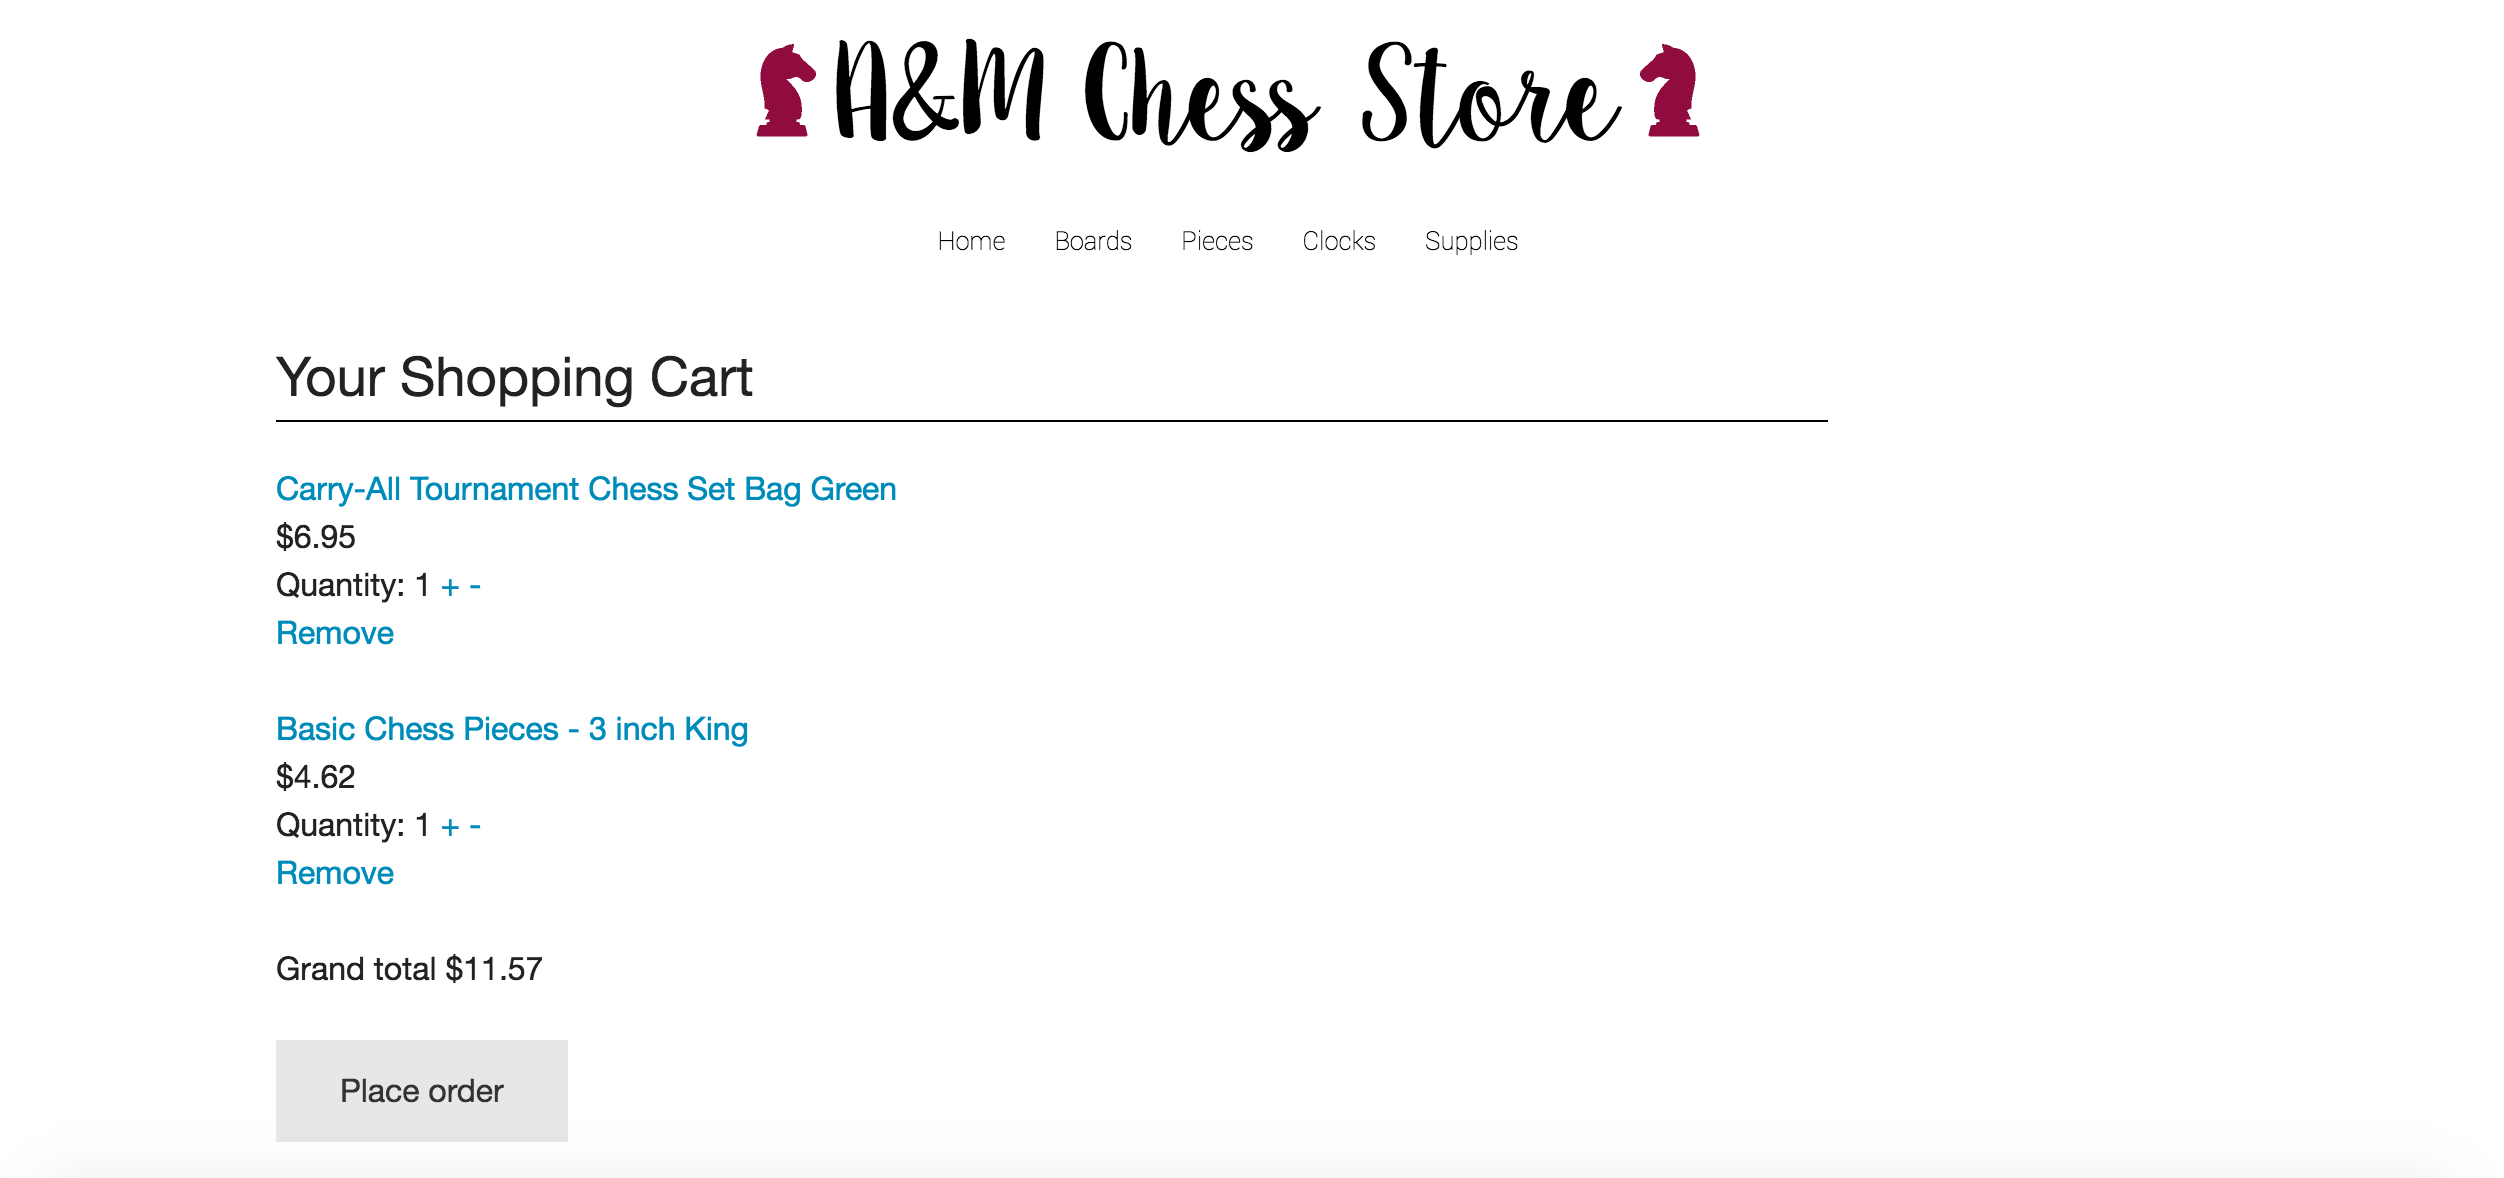 A&M Chess Store
Home Boards Pieces Clocks Supplies
Your Shopping Cart
Carry-All Tournament Chess Set Bag Green
$6.95
Quantity: 1 + -
Remove
Basic Chess Pieces - 3 inch King
$4.62
Quantity: 1 + -
Remove
Grand total $11.57
Place order